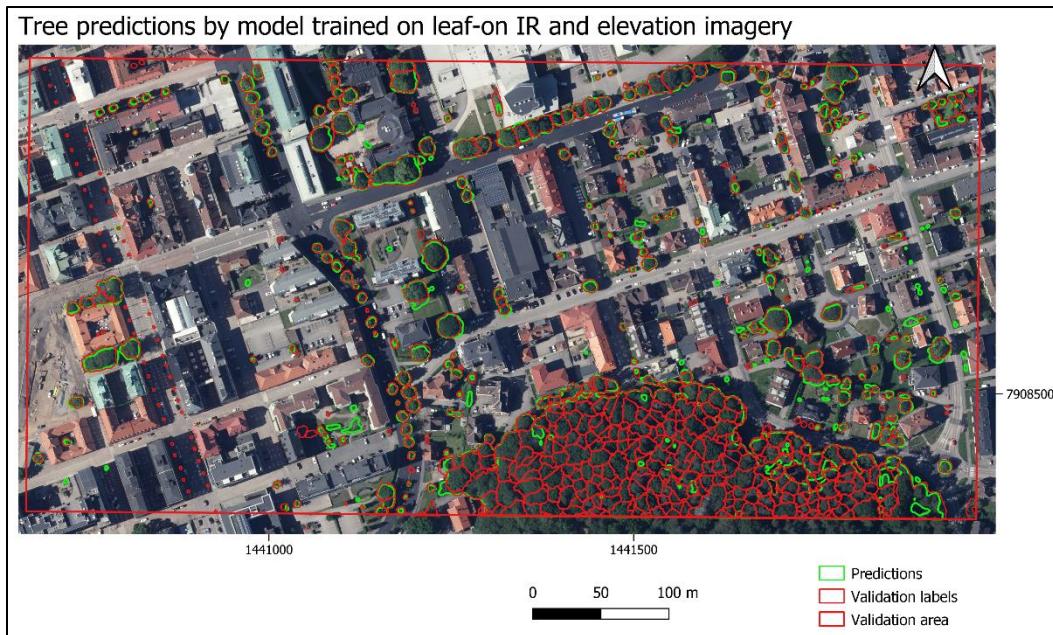 Tree predictions by model trained on leaf-on IR and elevation imagery
7908500
1441000 1441500
0 50 100 m
Predictions
Validation labels
Validation area